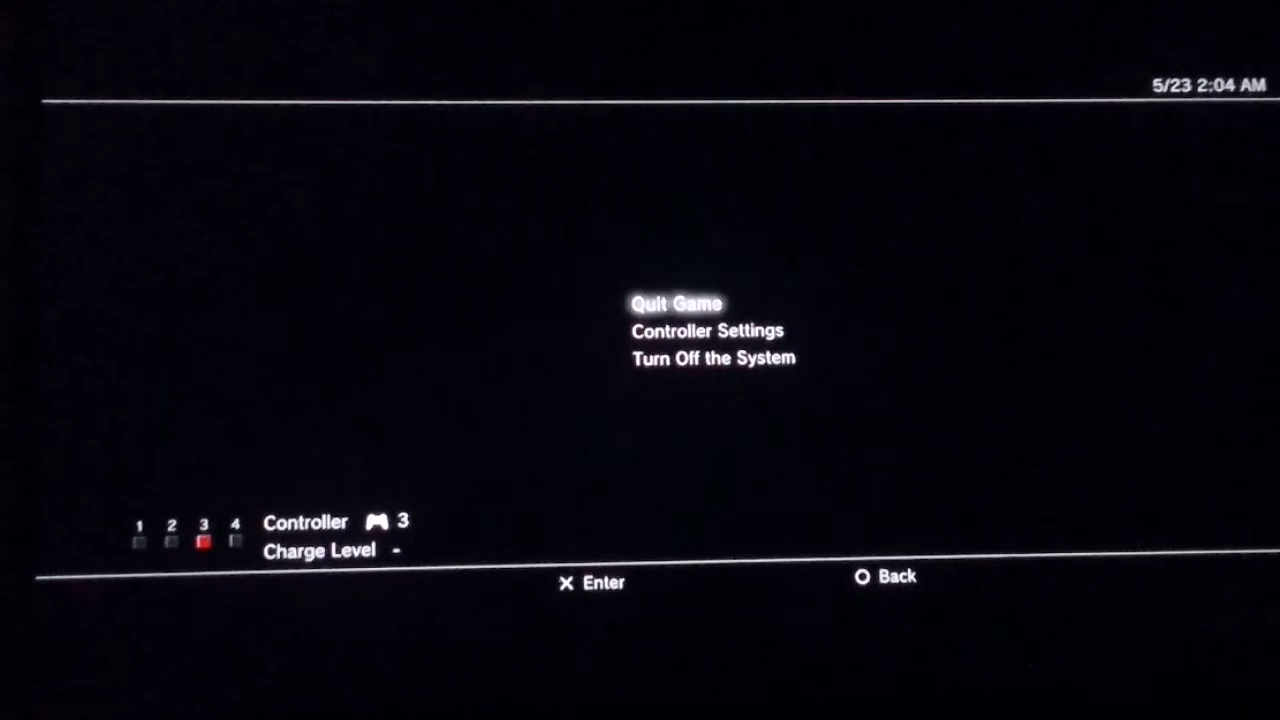 5/23 2:04 AM
Quit Game
Controller Settings
Turn Off the System
1 2 3 4 Controller 3
Charge Level -
X Enter
O Back